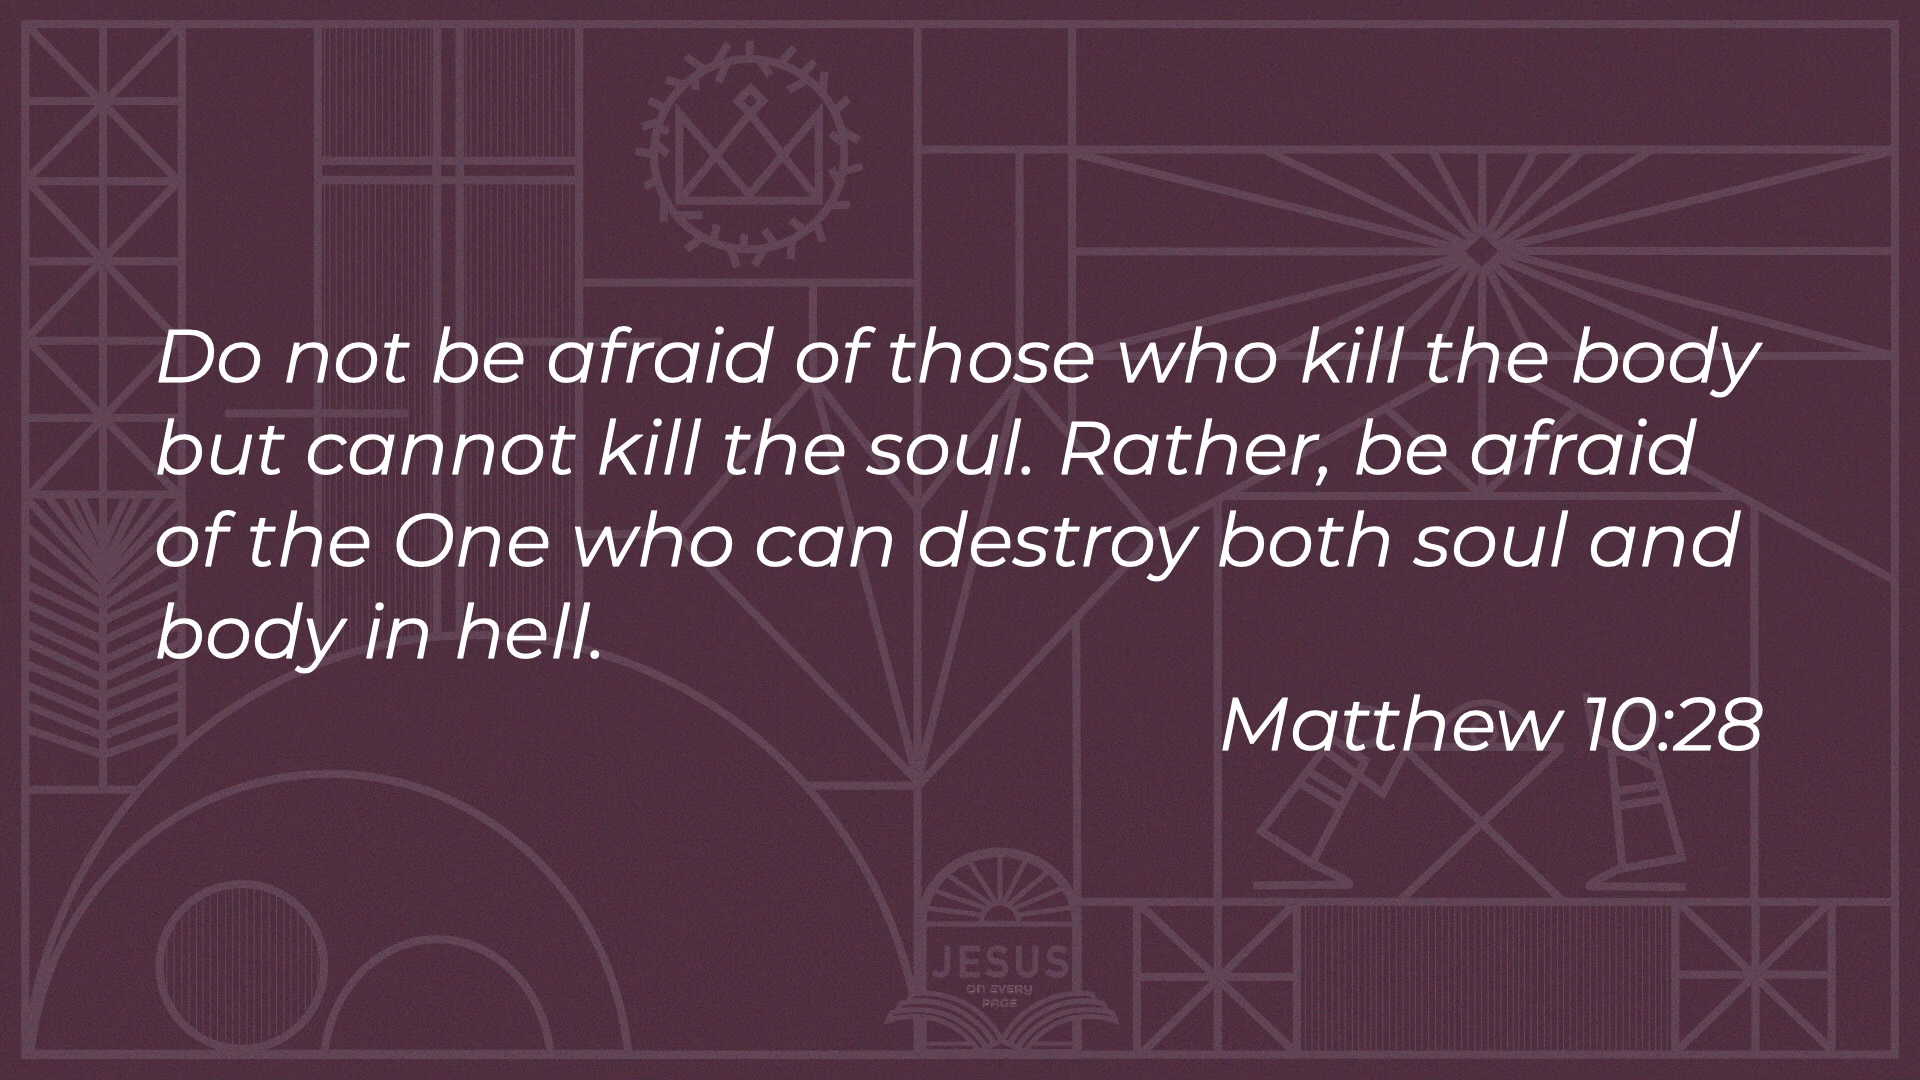 Do not be afraid of those who kill the body
but cannot kill the soul. Rather, be afraid
of the One who can destroy both soul and
body in hell.
Matthew 10:28
JESUS
ON EVERY
PAGE